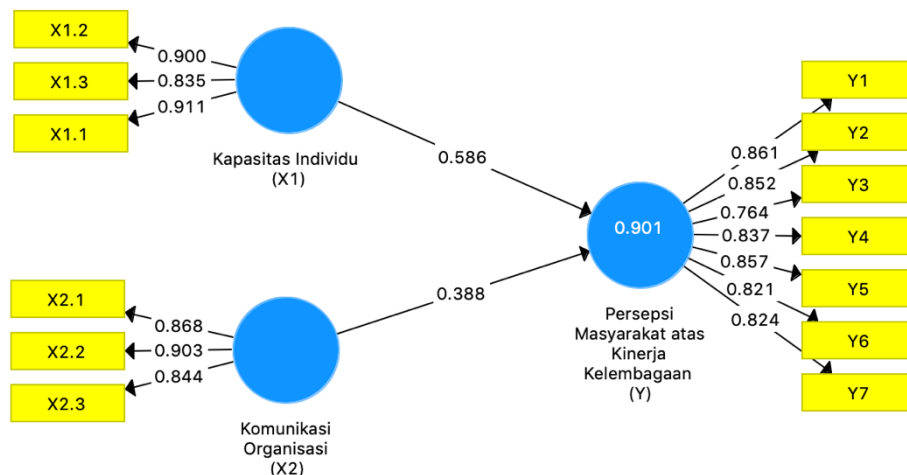 X1.2
0.900
X1.3
0.835
X1.1
0.911
Kapasitas Individu
(X1)
0.586
X2.1
0.868
X2.2
0.903
X2.3
0.844
Komunikasi
Organisasi
(X2)
0.388
0.901
Persepsi
Masyarakat atas
Kinerja
Kelembagaan
(Y)
0.861
Y1
0.852
Y2
0.764
Y3
0.837
Y4
0.857
Y5
0.821
Y6
0.824
Y7